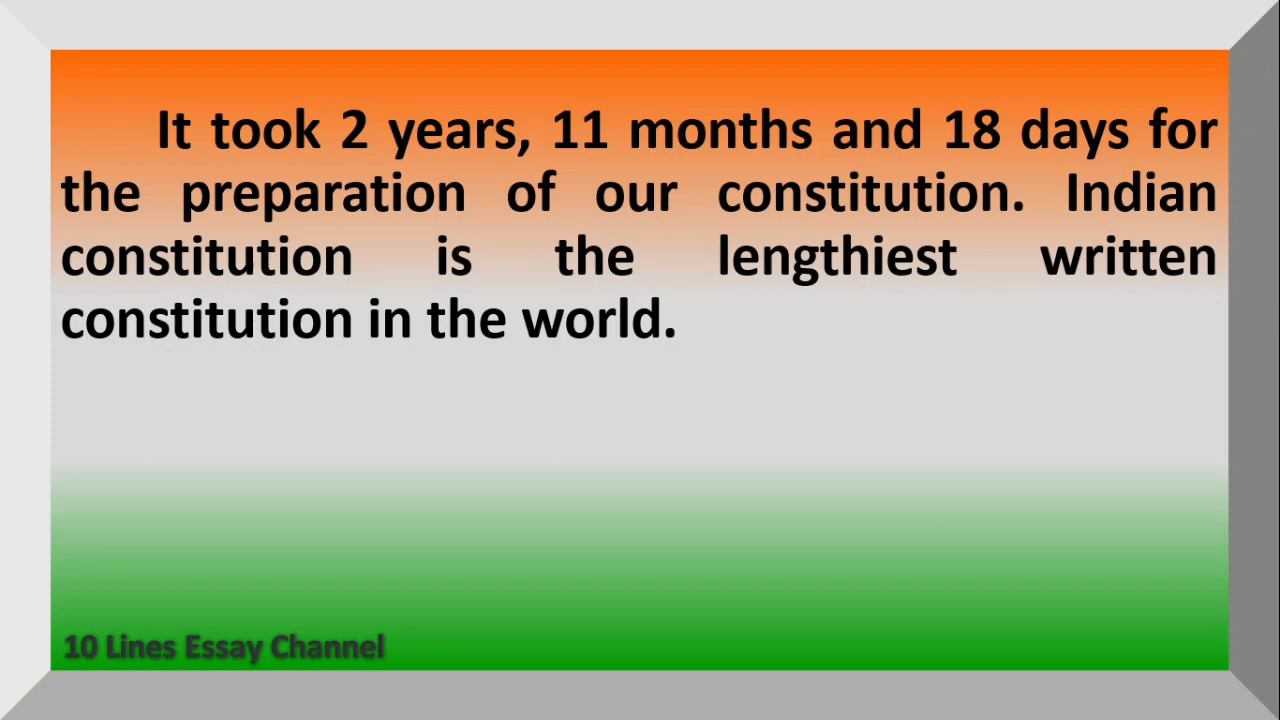 It took 2 years, 11 months and 18 days for
the preparation of our constitution. Indian
constitution is the lengthiest written
constitution in the world.
10 Lines Essay Channel